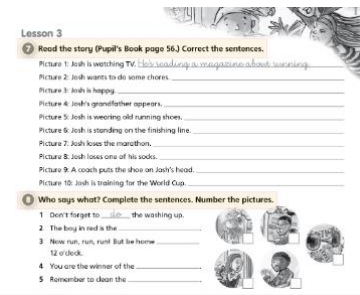 Lesson 3
7 Read the story (Pupil's Book page 56.) Correct the sentences.
Picture 1: Josh is watching TV. He's reading a magazine about running.
Picture 2: Josh wants to do some chores.
Picture 3: Josh is happy.
Picture 4: Josh's grandfather appears.
Picture 5: Josh is wearing old running shoes.
Picture 6: Josh is standing on the finishing line.
Picture 7: Josh loses the marathon.
Picture 8: Josh loses one of his socks.
Picture 9: A coach puts the shoe on Josh's head.
Picture 10: Josh is training for the World Cup.
8 Who says what? Complete the sentences. Number the pictures.
1 Don't forget to do the washing up.
2 The boy in red is the
3 Now run, run, run! But be home
12 o'clock.
4 You are the winner of the
5 Remember to clean the